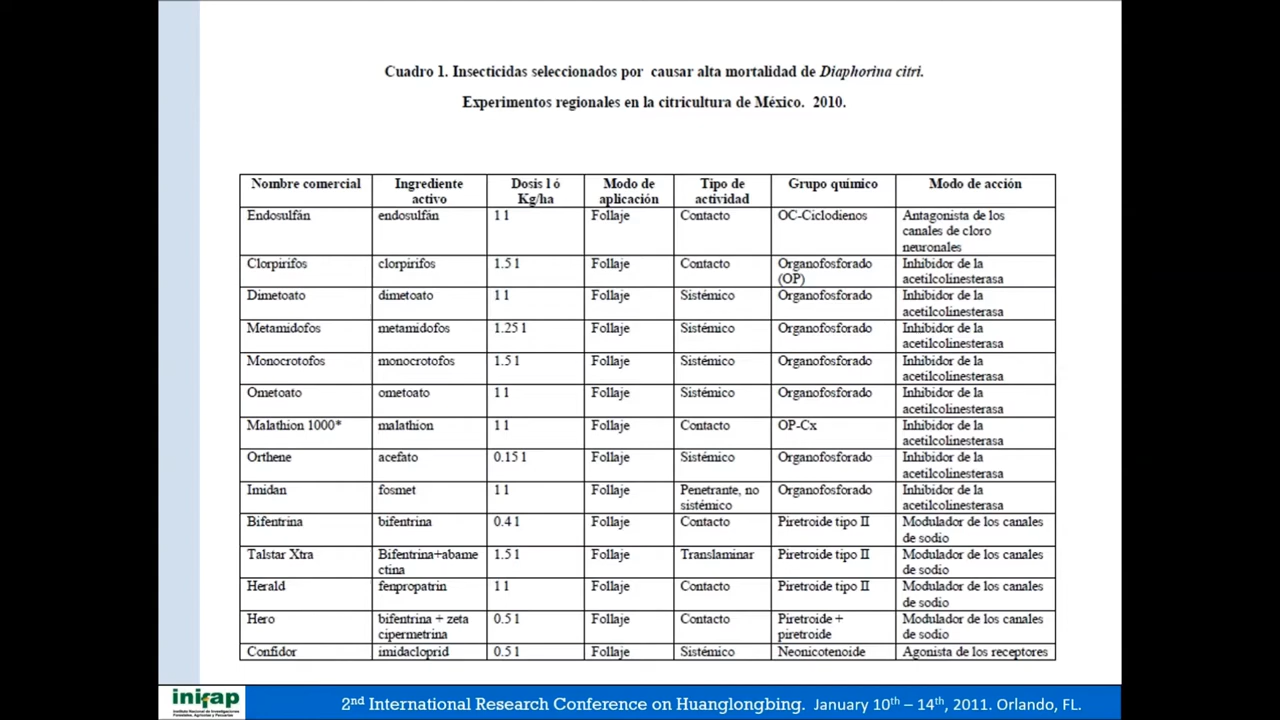 Cuadro 1. Insecticidas seleccionados por causar alta mortalidad de Diaphorina citri.
Experimentos regionales en la citricultura de México. 2010.
Nombre comercial | Ingrediente activo | Dosis l ó Kg/ha | Modo de aplicación | Tipo de actividad | Grupo químico | Modo de acción
Endosulfán | endosulfán | 1 l | Follaje | Contacto | OC-Ciclodienos | Antagonista de los canales de cloro neuronales
Clorpirifos | clorpirifos | 1.5 l | Follaje | Contacto | Organofosforado (OP) | Inhibidor de la acetilcolinesterasa
Dimetoato | dimetoato | 1 l | Follaje | Sistémico | Organofosforado | Inhibidor de la acetilcolinesterasa
Metamidofos | metamidofos | 1.25 l | Follaje | Sistémico | Organofosforado | Inhibidor de la acetilcolinesterasa
Monocrotofos | monocrotofos | 1.5 l | Follaje | Sistémico | Organofosforado | Inhibidor de la acetilcolinesterasa
Ometoato | ometoato | 1 l | Follaje | Sistémico | Organofosforado | Inhibidor de la acetilcolinesterasa
Malathion 1000* | malathion | 1 l | Follaje | Contacto | OP-Cx | Inhibidor de la acetilcolinesterasa
Orthene | acefato | 0.15 l | Follaje | Sistémico | Organofosforado | Inhibidor de la acetilcolinesterasa
Imidan | fosmet | 1 l | Follaje | Penetrante, no sistémico | Organofosforado | Inhibidor de la acetilcolinesterasa
Bifentrina | bifentrina | 0.4 l | Follaje | Contacto | Piretroide tipo II | Modulador de los canales de sodio
Talstar Xtra | Bifentrina+abamectina | 1.5 l | Follaje | Translaminar | Piretroide tipo II | Modulador de los canales de sodio
Herald | fenpropatrin | 1 l | Follaje | Contacto | Piretroide tipo II | Modulador de los canales de sodio
Hero | bifentrina + zeta cipermetrina | 0.5 l | Follaje | Contacto | Piretroide + piretroide | Modulador de los canales de sodio
Confidor | imidacloprid | 0.5 l | Follaje | Sistémico | Neonicotenoide | Agonista de los receptores
inifap
Instituto Nacional de Investigaciones
Forestales, Agrícolas y Pecuarias
2nd International Research Conference on Huanglongbing. January 10th – 14th, 2011. Orlando, FL.